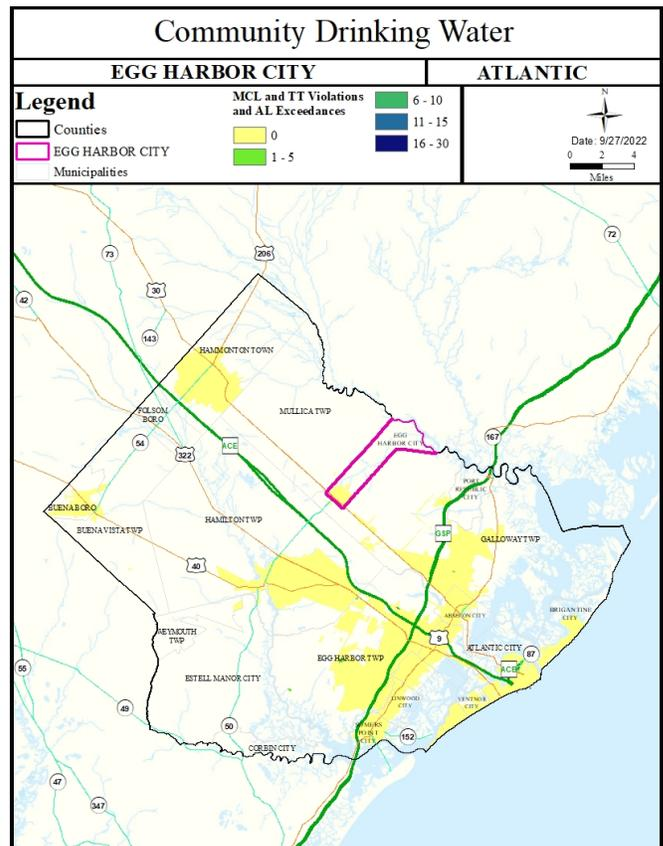 Community Drinking Water
EGG HARBOR CITY
ATLANTIC
Legend
Counties
EGG HARBOR CITY
Municipalities
MCL and TT Violations
and AL Exceedances
0
1 - 5
6 - 10
11 - 15
16 - 30
N
Date: 9/27/2022
0 2 4
Miles
72
73
206
30
42
143
HAMMONTON TOWN
FOLSOM
BORO
MULLICA TWP
EGG
HARBOR CITY
167
54
322
ACE
PORT
REPUBLIC
CITY
BUENA BORO
HAMILTON TWP
BUENA VISTA TWP
GSP
GALLOWAY TWP
40
BRIGANTINE
CITY
ABSECON CITY
WEYMOUTH
TWP
9
ATLANTIC CITY
87
EGG HARBOR TWP
ACE
55
ESTELL MANOR CITY
LINWOOD
CITY
VENTNOR
CITY
49
50
SOMERS
POINT
CITY
152
CORBIN CITY
47
347